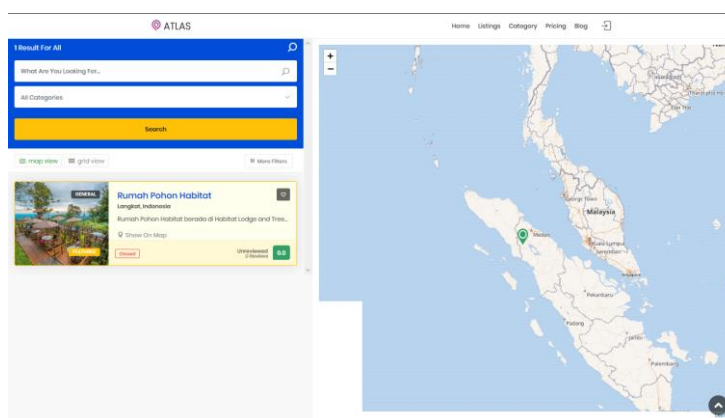 ATLAS
Home Listings Category Pricing Blog
1 Result For All
What Are You Looking For...
All Categories
Search
map view grid view More Filters
GENERAL
FEATURED
Rumah Pohon Habitat
Langkat, Indonesia
Rumah Pohon Habitat berada di Habitat Lodge and Tree...
Show On Map
Closed
Unreviewed
0 Reviews
0.0
+
−
George Town
Malaysia
Medan
Kuala Lumpur
Seremban
Pekanbaru
Padang
Jambi
Palembang